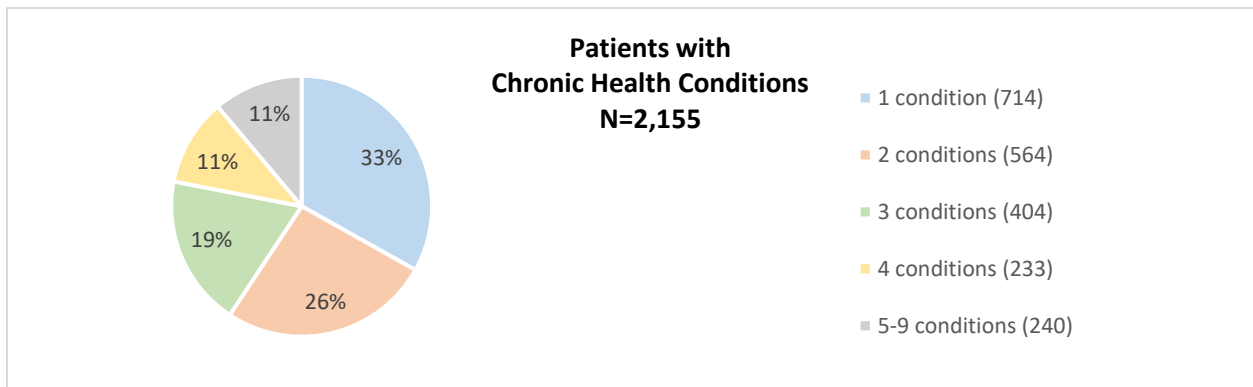 Patients with
Chronic Health Conditions
N=2,155
11%
33%
11%
19%
26%
1 condition (714)
2 conditions (564)
3 conditions (404)
4 conditions (233)
5-9 conditions (240)